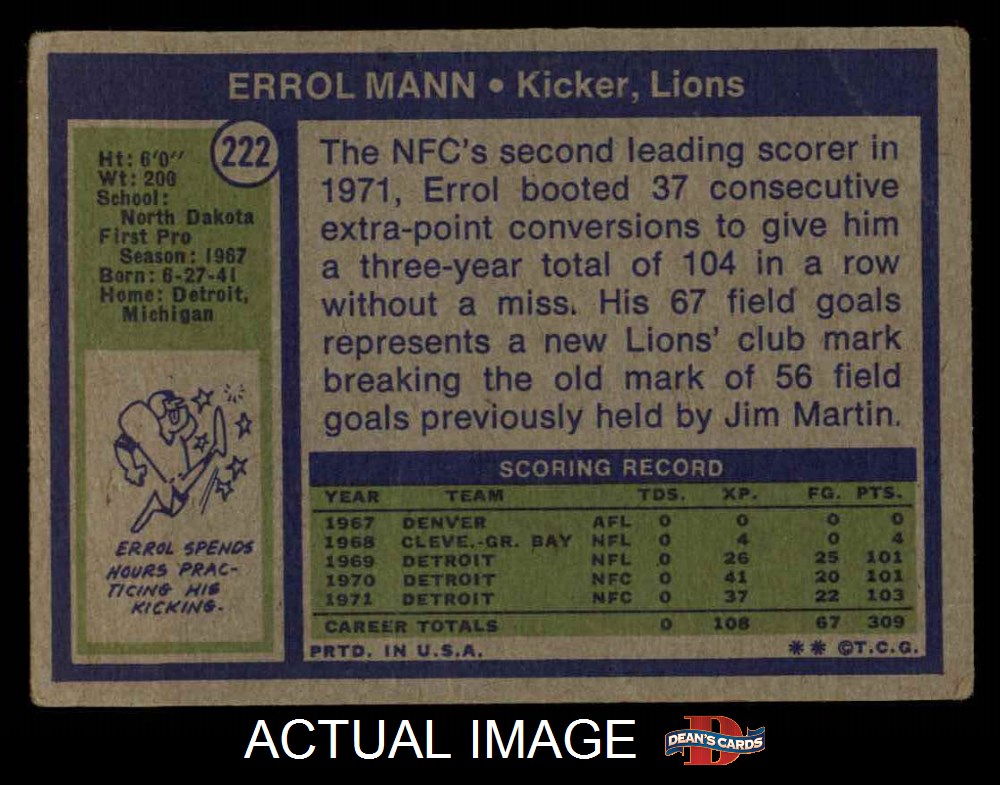 ERROL MANN • Kicker, Lions
222
Ht: 6'0"
Wt: 200
School:
North Dakota
First Pro
Season: 1967
Born: 6-27-41
Home: Detroit,
Michigan
ERROL SPENDS
HOURS PRAC-
TICING HIS
KICKING.
The NFC's second leading scorer in
1971, Errol booted 37 consecutive
extra-point conversions to give him
a three-year total of 104 in a row
without a miss. His 67 field goals
represents a new Lions' club mark
breaking the old mark of 56 field
goals previously held by Jim Martin.
SCORING RECORD
YEAR TEAM TDS. XP. FG. PTS.
1967 DENVER AFL 0 0 0 0
1968 CLEVE.-GR. BAY NFL 0 4 0 4
1969 DETROIT NFL 0 26 25 101
1970 DETROIT NFC 0 41 20 101
1971 DETROIT NFC 0 37 22 103
CAREER TOTALS 0 108 67 309
PRTD. IN U.S.A. ** ©T.C.G.
ACTUAL IMAGE
D
DEAN'S CARDS